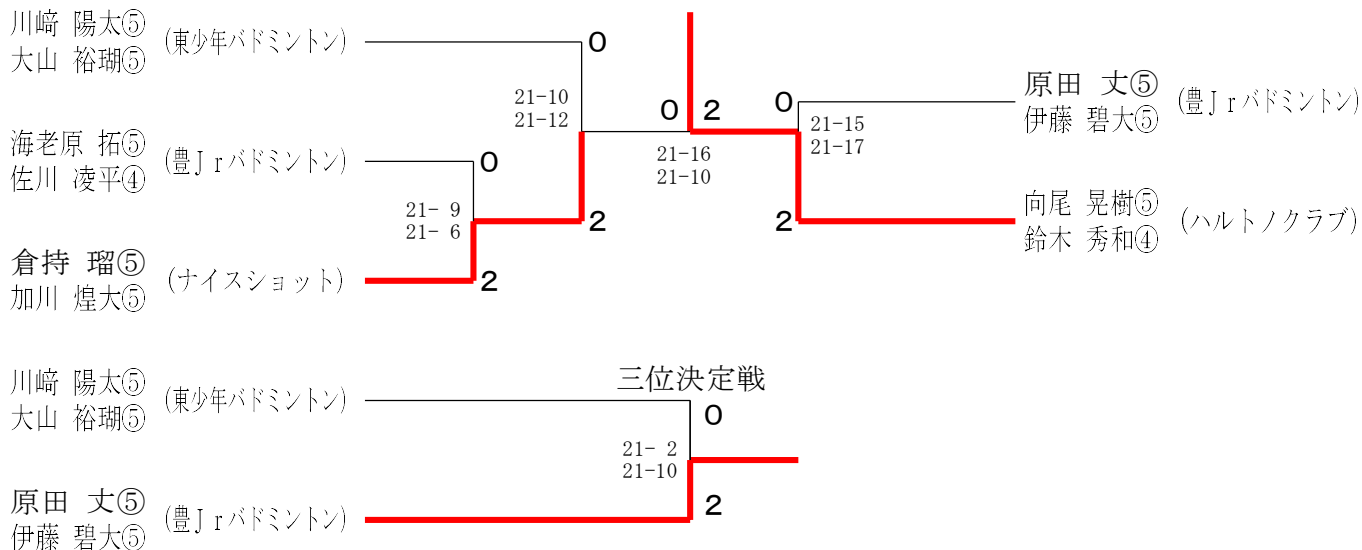 川﨑 陽太⑤
大山 裕瑚⑤
(東少年バドミントン)
0
21-10
21-12
海老原 拓⑤
佐川 凌平④
(豊Jrバドミントン)
0
21- 9
21- 6
2
倉持 瑠⑤
加川 煌大⑤
(ナイスショット)
2
0 2
21-16
21-10
0
21-15
21-17
2
原田 丈⑤
伊藤 碧大⑤
(豊Jrバドミントン)
向尾 晃樹⑤
鈴木 秀和④
(ハルトノクラブ)
三位決定戦
川﨑 陽太⑤
大山 裕瑚⑤
(東少年バドミントン)
0
21- 2
21-10
原田 丈⑤
伊藤 碧大⑤
(豊Jrバドミントン)
2